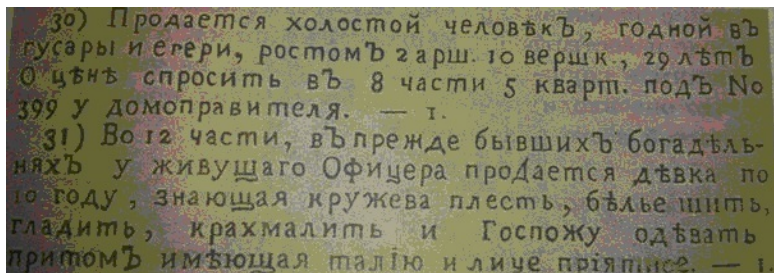 30) Продается холостой человѣкЪ, годной вЪ
гусары и егери, ростомЪ 2 арш. 10 вершк., 29 лѣтЪ
О цѣнѣ спросить вЪ 8 части 5 кварт. подЪ No
399 у домоправителя. — 1.
31) Во 12 части, вЪ прежде бывшихЪ богадѣль-
няхЪ у живущаго Офицера продается дѣвка по
10 году, знающая кружева плесть, бѣлье шить,
гладить, крахмалить и Госпожу одѣвать
притомЪ имѣющая талію и лице пріятное. — 1